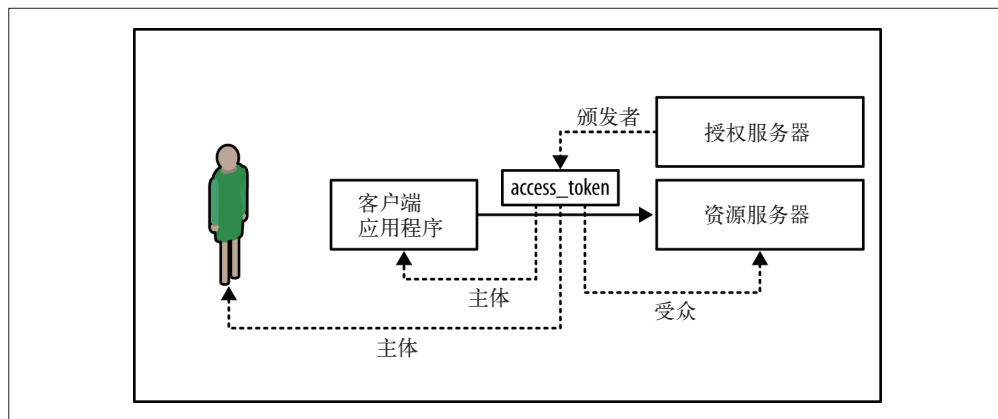 颁发者
授权服务器
access_token
客户端
应用程序
资源服务器
主体
受众
主体